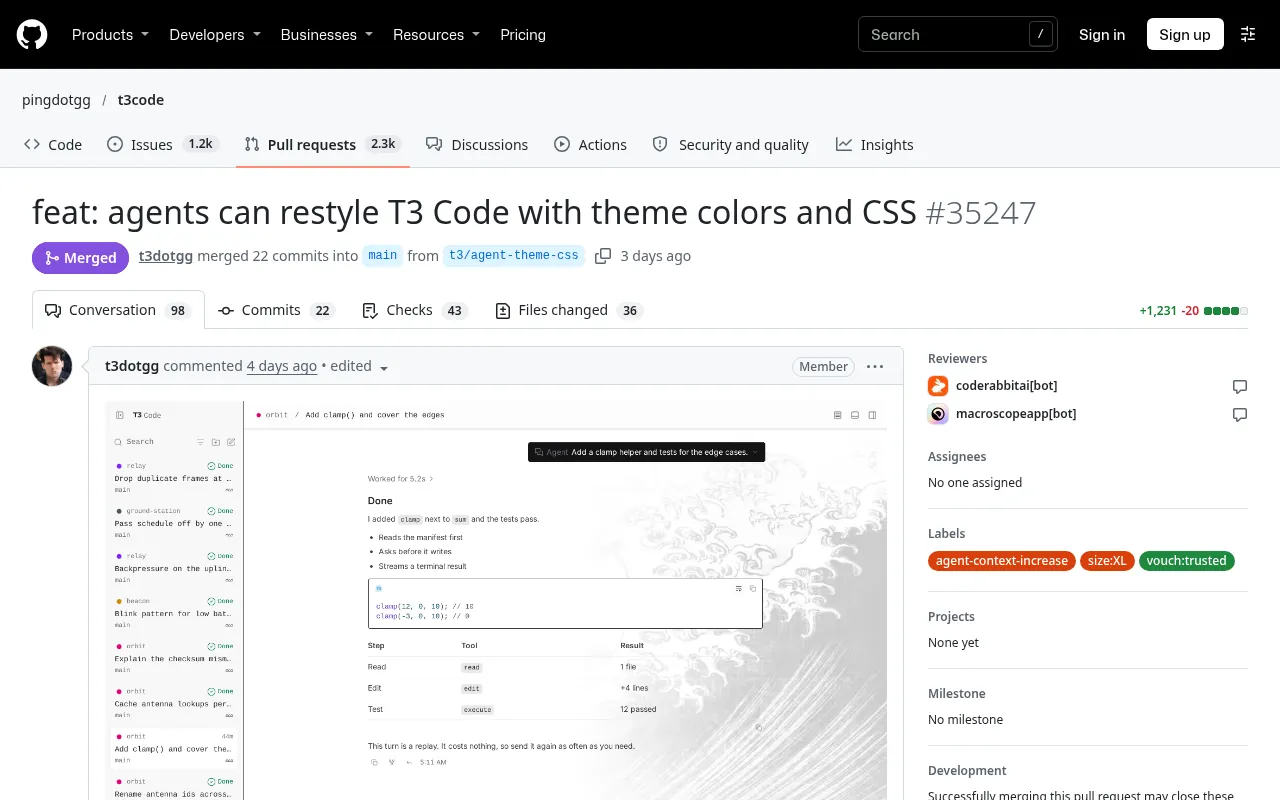 Products Developers Businesses Resources Pricing Search / Sign in Sign up
pingdotgg / t3code
Code Issues 1.2k Pull requests 2.3k Discussions Actions Security and quality Insights
feat: agents can restyle T3 Code with theme colors and CSS #35247
Merged t3dotgg merged 22 commits into main from t3/agent-theme-css 3 days ago
Conversation 98 Commits 22 Checks 43 Files changed 36 +1,231 -20
t3dotgg commented 4 days ago • edited Member
T3 Code
Search
relay Done
Drop duplicate frames at …
main
ground-station Done
Pass schedule off by one …
main
relay Done
Backpressure on the uplin…
main
beacon Done
Blink pattern for low bat…
main
orbit Done
Explain the checksum mism…
main
orbit Done
Cache antenna lookups per…
main
orbit 44m
Add clamp() and cover the…
main
orbit Done
Rename antenna ids across…
orbit / Add clamp() and cover the edges
Agent Add a clamp helper and tests for the edge cases.
Worked for 5.2s >
Done
I added clamp next to sum and the tests pass.
• Reads the manifest first
• Asks before it writes
• Streams a terminal result
clamp(12, 0, 10); // 10
clamp(-3, 0, 10); // 0
Step Tool Result
Read read 1 file
Edit edit +4 lines
Test execute 12 passed
This turn is a replay. It costs nothing, so send it again as often as you need.
5:11 AM
Reviewers
coderabbitai[bot]
macroscopeapp[bot]
Assignees
No one assigned
Labels
agent-context-increase size:XL vouch:trusted
Projects
None yet
Milestone
No milestone
Development
Successfully merging this pull request may close these